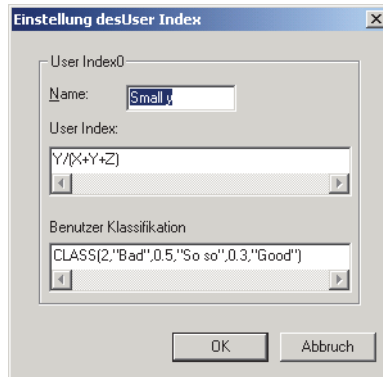 Einstellung desUser Index
User Index0
Name: Small y
User Index:
Y/(X+Y+Z)
Benutzer Klassifikation
CLASS(2,"Bad",0.5,"So so",0.3,"Good")
OK Abbruch